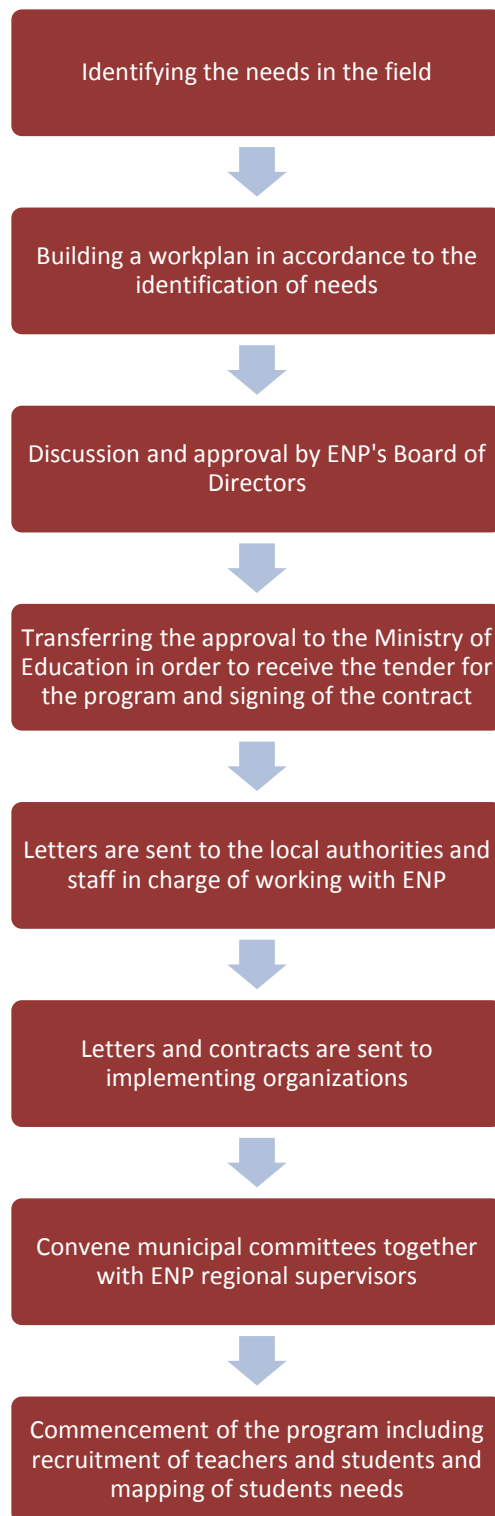 Identifying the needs in the field
Building a workplan in accordance to the
identification of needs
Discussion and approval by ENP's Board of
Directors
Transferring the approval to the Ministry of
Education in order to receive the tender for
the program and signing of the contract
Letters are sent to the local authorities and
staff in charge of working with ENP
Letters and contracts are sent to
implementing organizations
Convene municipal committees together
with ENP regional supervisors
Commencement of the program including
recruitment of teachers and students and
mapping of students needs